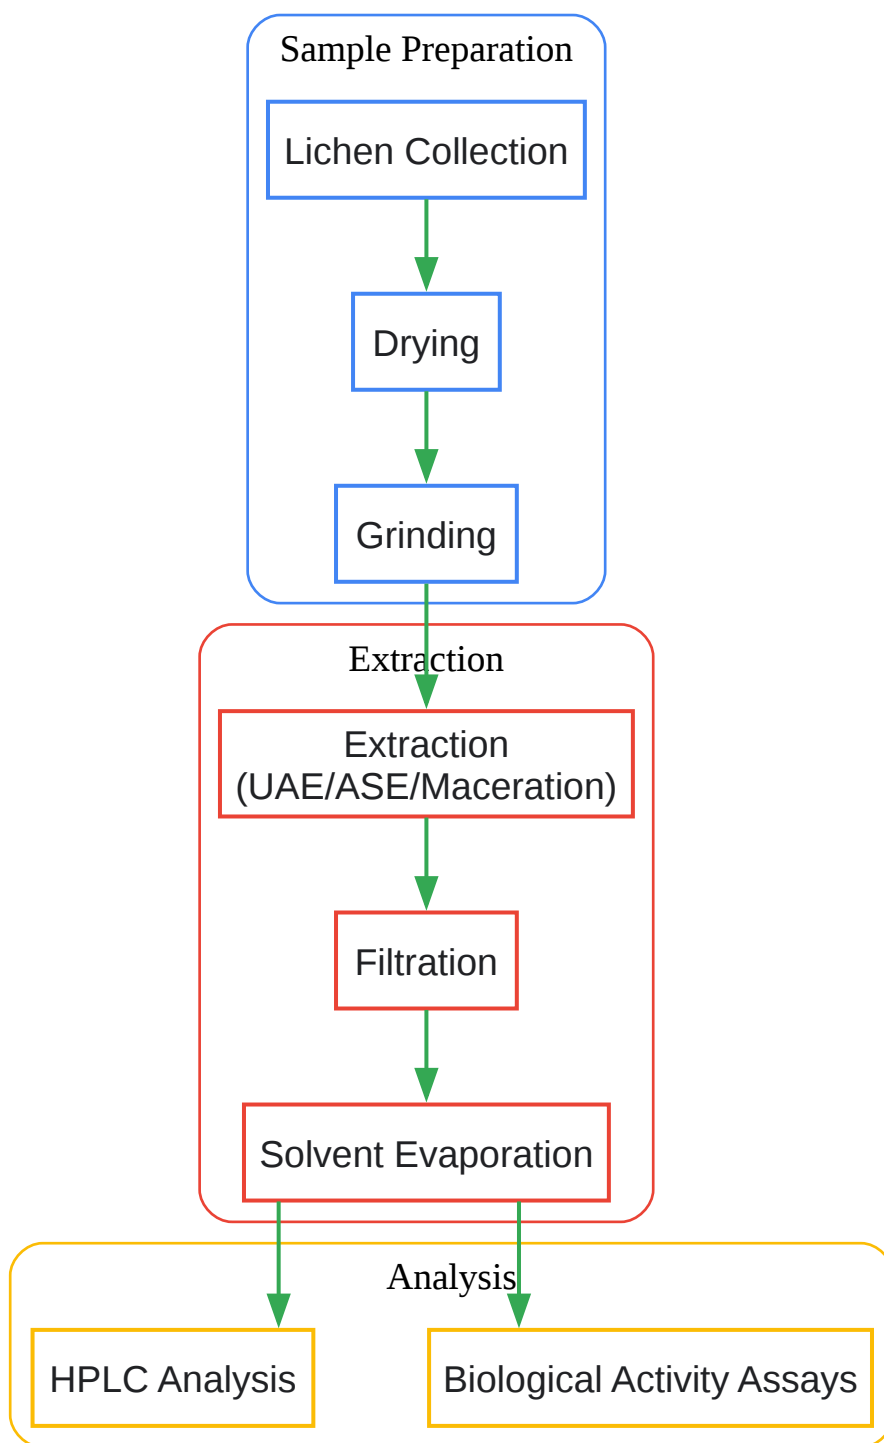 Sample Preparation
Lichen Collection
Drying
Grinding
Extraction
Extraction
(UAE/ASE/Maceration)
Filtration
Solvent Evaporation
Analysis
HPLC Analysis
Biological Activity Assays